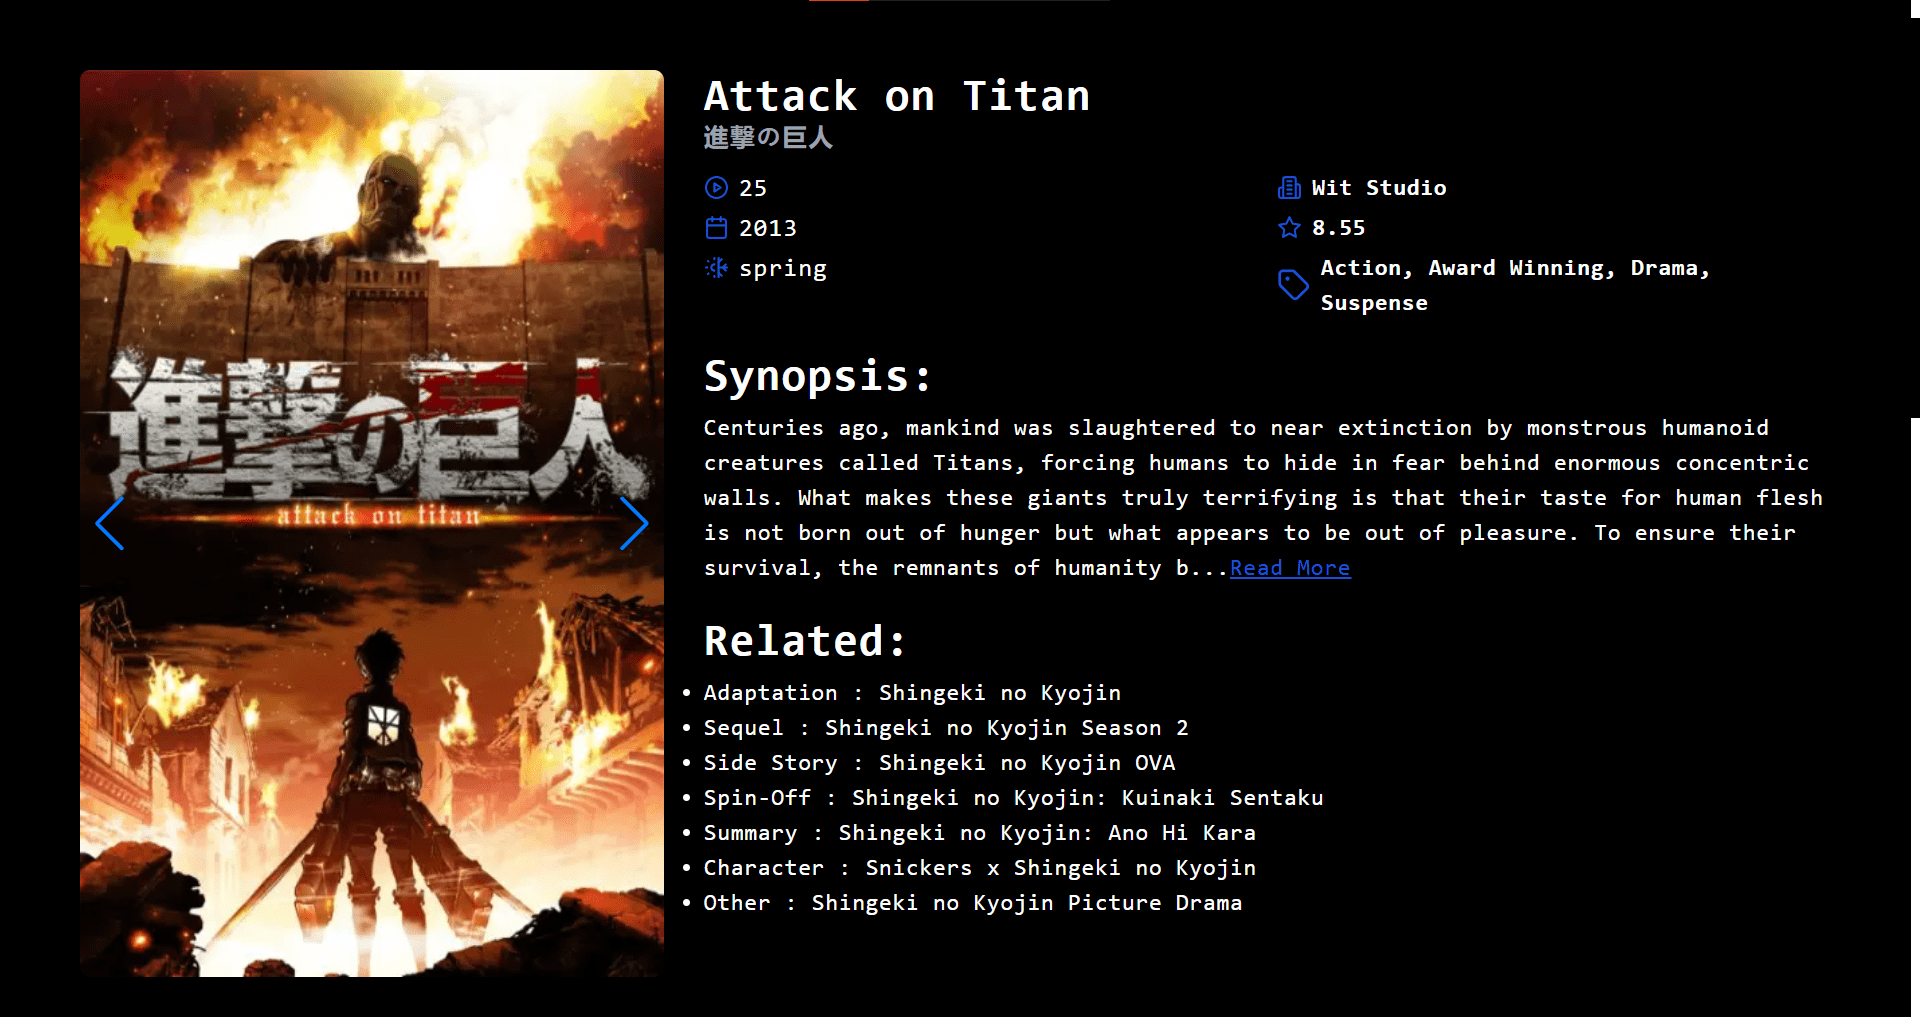 進撃の巨人
attack on titan
Attack on Titan
進撃の巨人
25
2013
spring
Wit Studio
8.55
Action, Award Winning, Drama,
Suspense
Synopsis:
Centuries ago, mankind was slaughtered to near extinction by monstrous humanoid
creatures called Titans, forcing humans to hide in fear behind enormous concentric
walls. What makes these giants truly terrifying is that their taste for human flesh
is not born out of hunger but what appears to be out of pleasure. To ensure their
survival, the remnants of humanity b...Read More
Related:
• Adaptation : Shingeki no Kyojin
• Sequel : Shingeki no Kyojin Season 2
• Side Story : Shingeki no Kyojin OVA
• Spin-Off : Shingeki no Kyojin: Kuinaki Sentaku
• Summary : Shingeki no Kyojin: Ano Hi Kara
• Character : Snickers x Shingeki no Kyojin
• Other : Shingeki no Kyojin Picture Drama